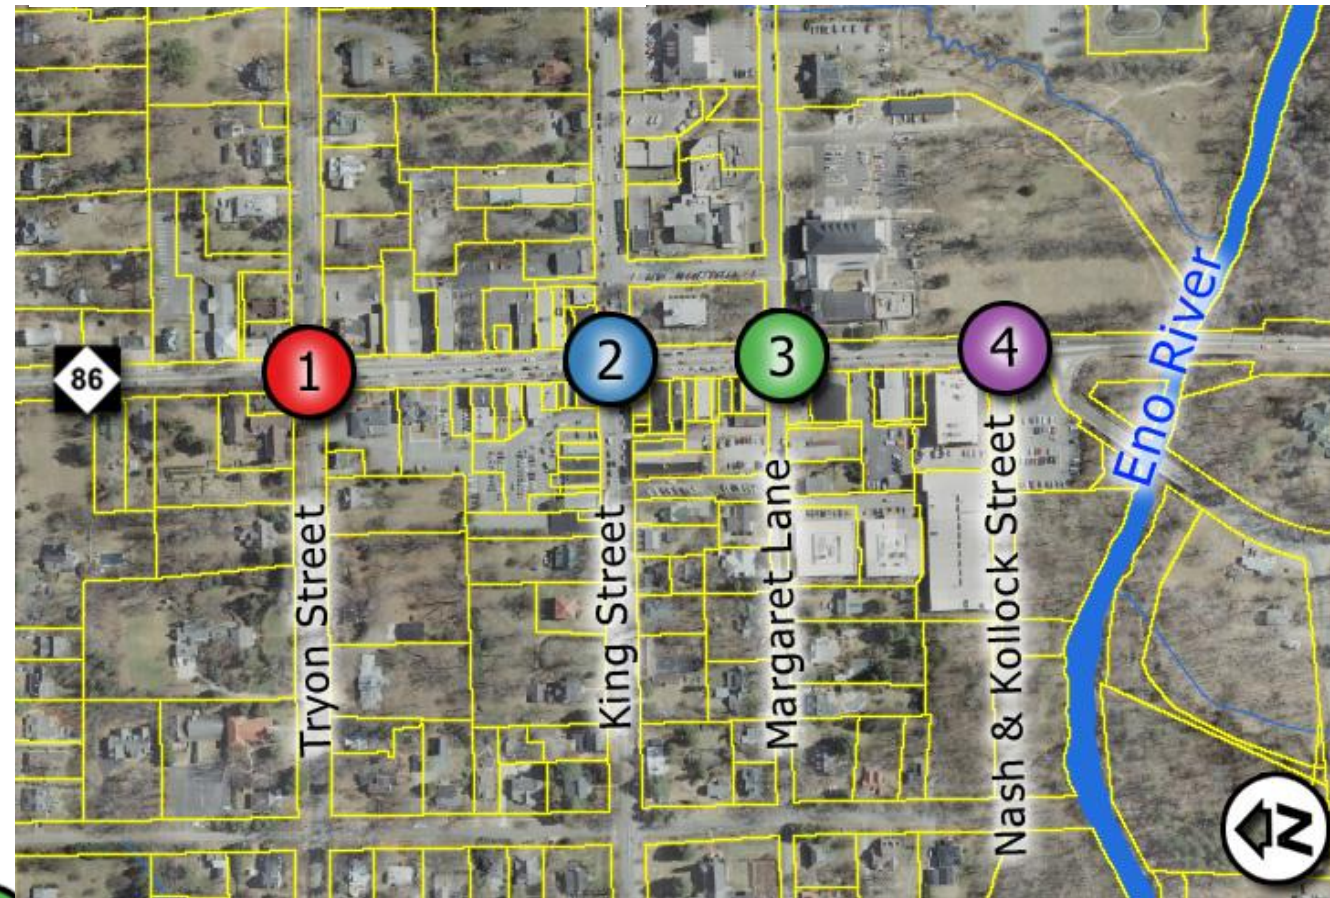 86
1
2
3
4
Eno River
Tryon Street
King Street
Margaret Lane
Nash & Kollock Street
N